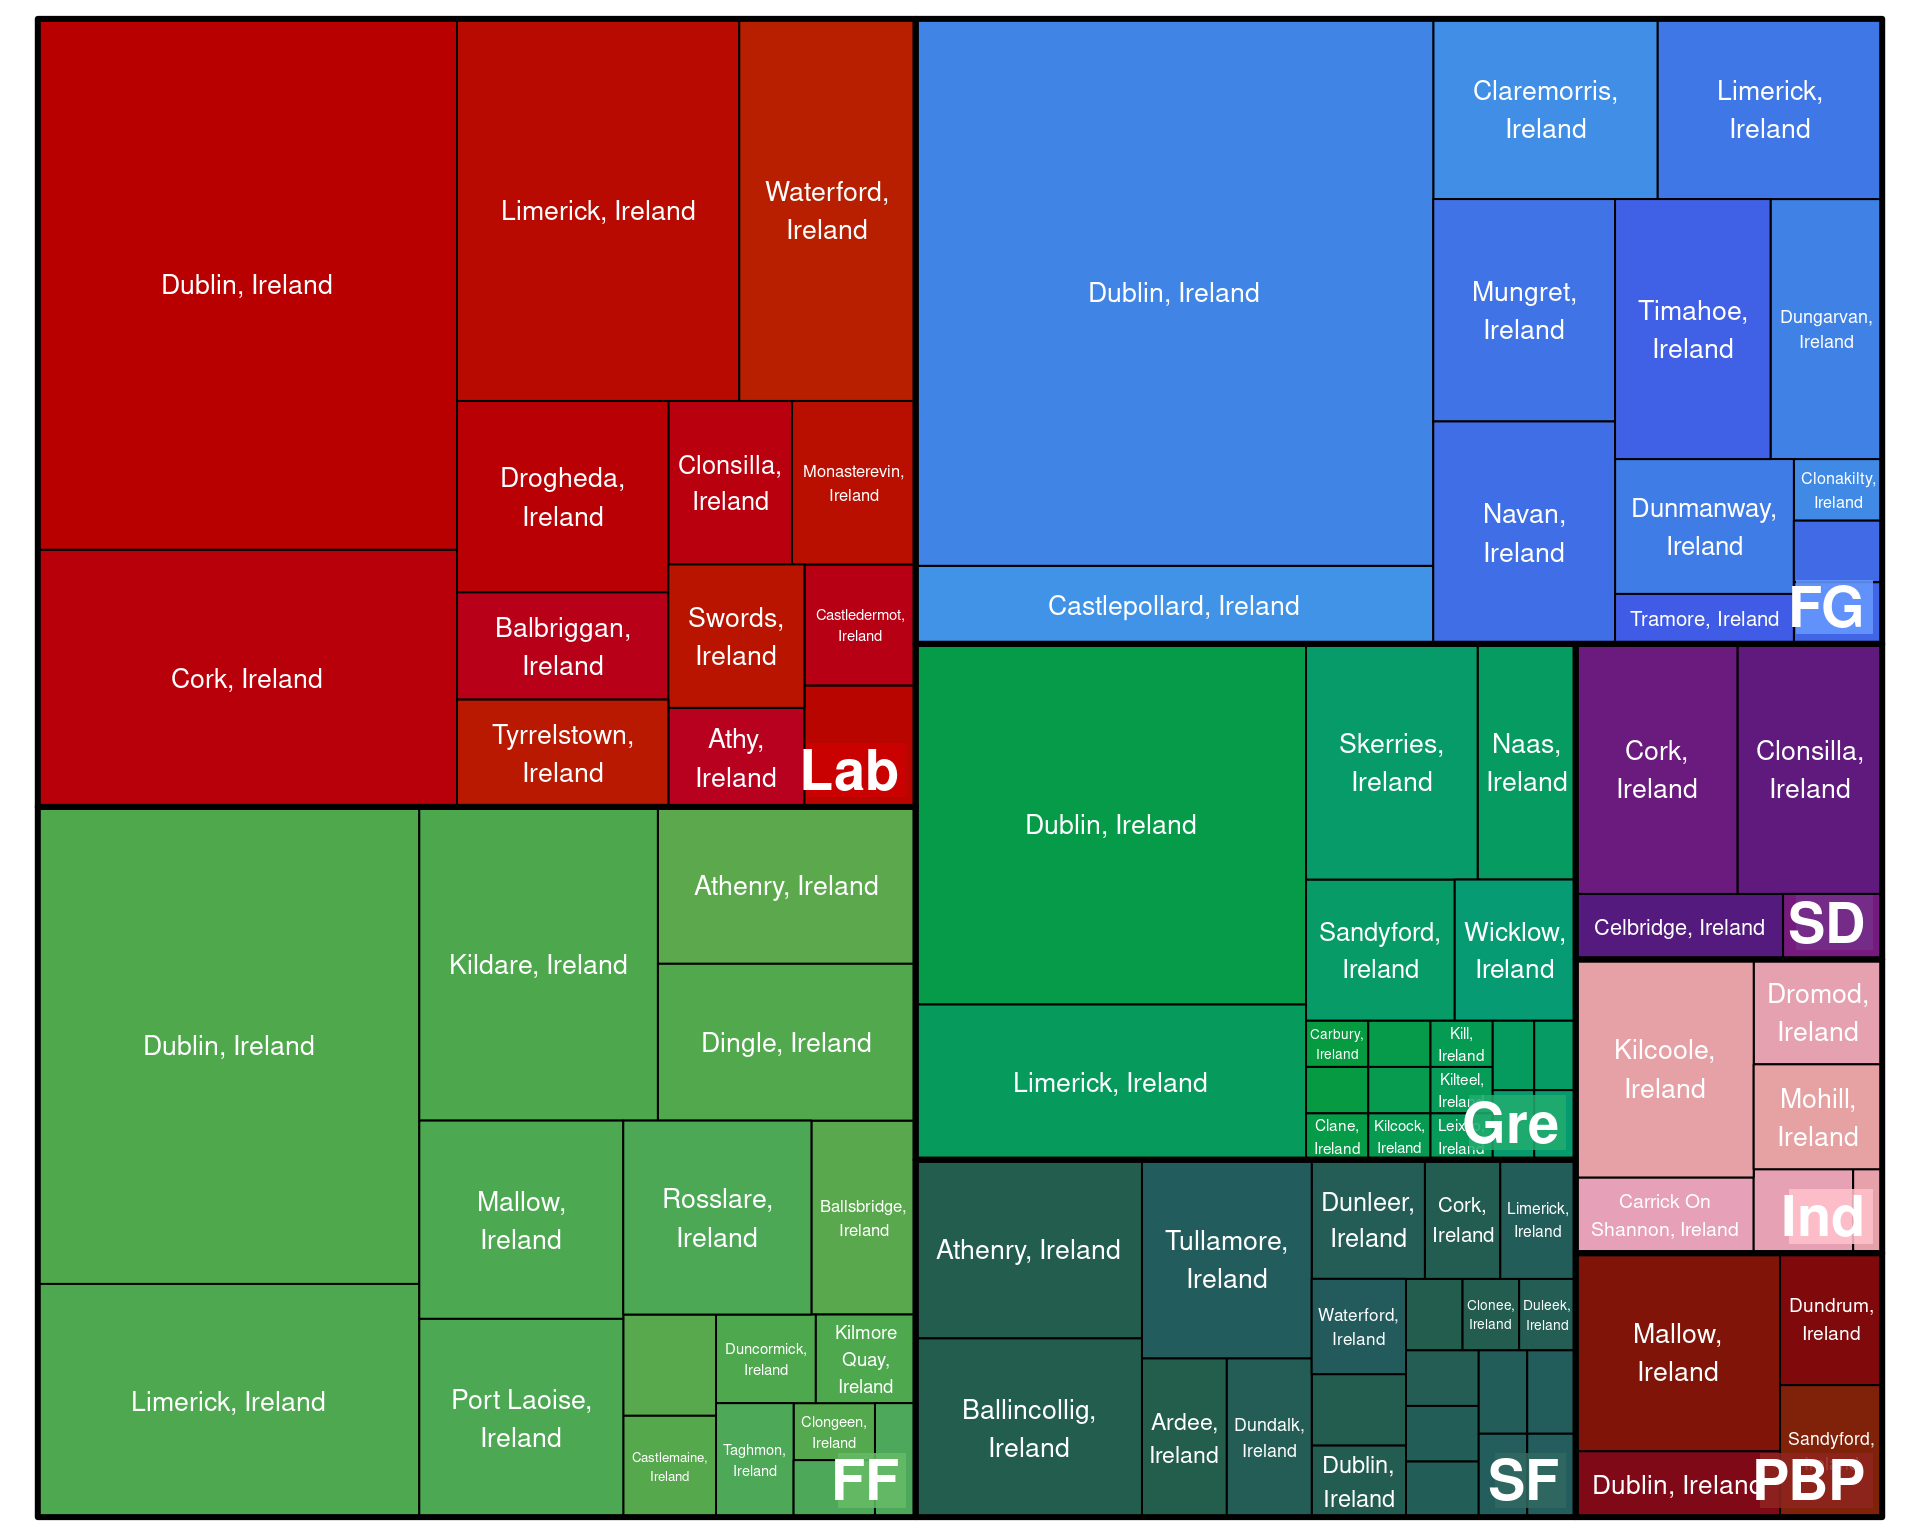 Dublin, Ireland
Limerick, Ireland
Waterford,
Ireland
Cork, Ireland
Drogheda,
Ireland
Clonsilla,
Ireland
Monasterevin,
Ireland
Balbriggan,
Ireland
Swords,
Ireland
Castledermot,
Ireland
Tyrrelstown,
Ireland
Athy,
Ireland
Lab
Dublin, Ireland
Claremorris,
Ireland
Limerick,
Ireland
Mungret,
Ireland
Timahoe,
Ireland
Dungarvan,
Ireland
Navan,
Ireland
Dunmanway,
Ireland
Clonakilty,
Ireland
Castlepollard, Ireland
Tramore, Ireland
FG
Dublin, Ireland
Kildare, Ireland
Athenry, Ireland
Dingle, Ireland
Limerick, Ireland
Mallow,
Ireland
Rosslare,
Ireland
Ballsbridge,
Ireland
Port Laoise,
Ireland
Duncormick,
Ireland
Kilmore
Quay,
Ireland
Castlemaine,
Ireland
Taghmon,
Ireland
Clongeen,
Ireland
FF
Dublin, Ireland
Skerries,
Ireland
Naas,
Ireland
Sandyford,
Ireland
Wicklow,
Ireland
Limerick, Ireland
Carbury,
Ireland
Kill,
Ireland
Kilteel,
Ireland
Clane,
Ireland
Kilcock,
Ireland
Ireland
Gre
Cork,
Ireland
Clonsilla,
Ireland
Celbridge, Ireland
SD
Kilcoole,
Ireland
Dromod,
Ireland
Mohill,
Ireland
Carrick On
Shannon, Ireland
Ind
Athenry, Ireland
Tullamore,
Ireland
Dunleer,
Ireland
Cork,
Ireland
Limerick,
Ireland
Waterford,
Ireland
Clonee,
Ireland
Duleek,
Ireland
Ballincollig,
Ireland
Ardee,
Ireland
Dundalk,
Ireland
Dublin,
Ireland
SF
Mallow,
Ireland
Dundrum,
Ireland
Sandyford,
Dublin, Ireland
PBP